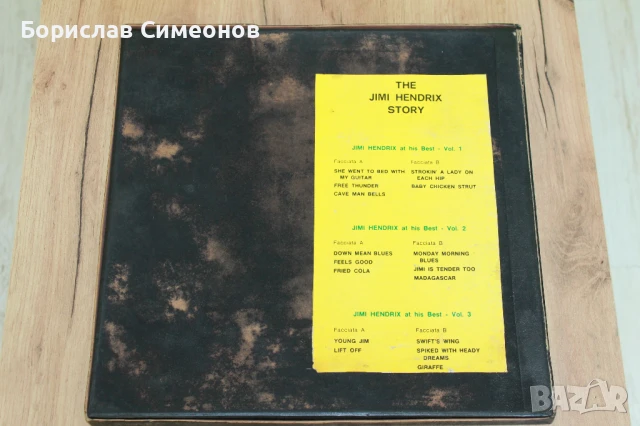 Борислав Симеонов
THE
JIMI HENDRIX
STORY
JIMI HENDRIX at his Best - Vol. 1
Facciata A
SHE WENT TO BED WITH
MY GUITAR
FREE THUNDER
CAVE MAN BELLS
Facciata B
STROKIN' A LADY ON
EACH HIP
BABY CHICKEN STRUT
JIMI HENDRIX at his Best - Vol. 2
Facciata A
DOWN MEAN BLUES
FEELS GOOD
FRIED COLA
Facciata B
MONDAY MORNING
BLUES
JIMI IS TENDER TOO
MADAGASCAR
JIMI HENDRIX at his Best - Vol. 3
Facciata A
YOUNG JIM
LIFT OFF
Facciata B
SWIFT'S WING
SPIKED WITH HEADY
DREAMS
GIRAFFE
BAZAR
bg